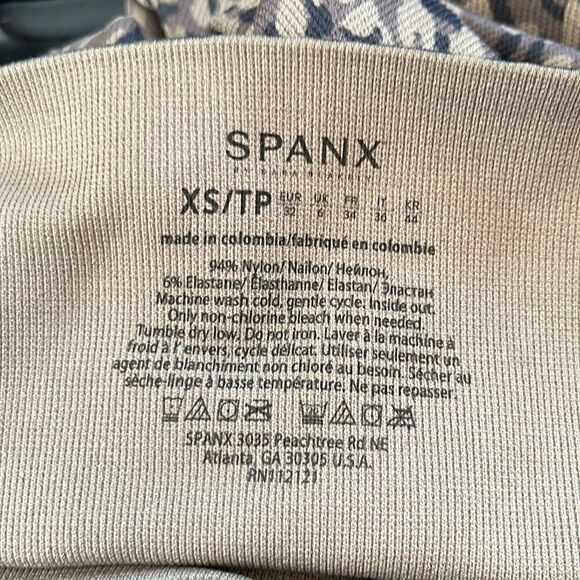 SPANX
BY SARA BLAKELY
XS/TP EUR 32 UK 6 FR 34 IT 36 KR 44
made in colombia/fabriqué en colombie
94% Nylon/ Naílon/ Нейлон,
6% Elastane/ Élasthanne/ Elastan/ Эластан
Machine wash cold, gentle cycle. Inside out.
Only non-chlorine bleach when needed.
Tumble dry low. Do not iron. Laver à la machine à
froid à l' envers, cycle délicat. Utiliser seulement un
agent de blanchiment non chloré au besoin. Sécher au
sèche-linge à basse température. Ne pas repasser.
SPANX 3035 Peachtree Rd NE
Atlanta, GA 30305 U.S.A.
RN112121